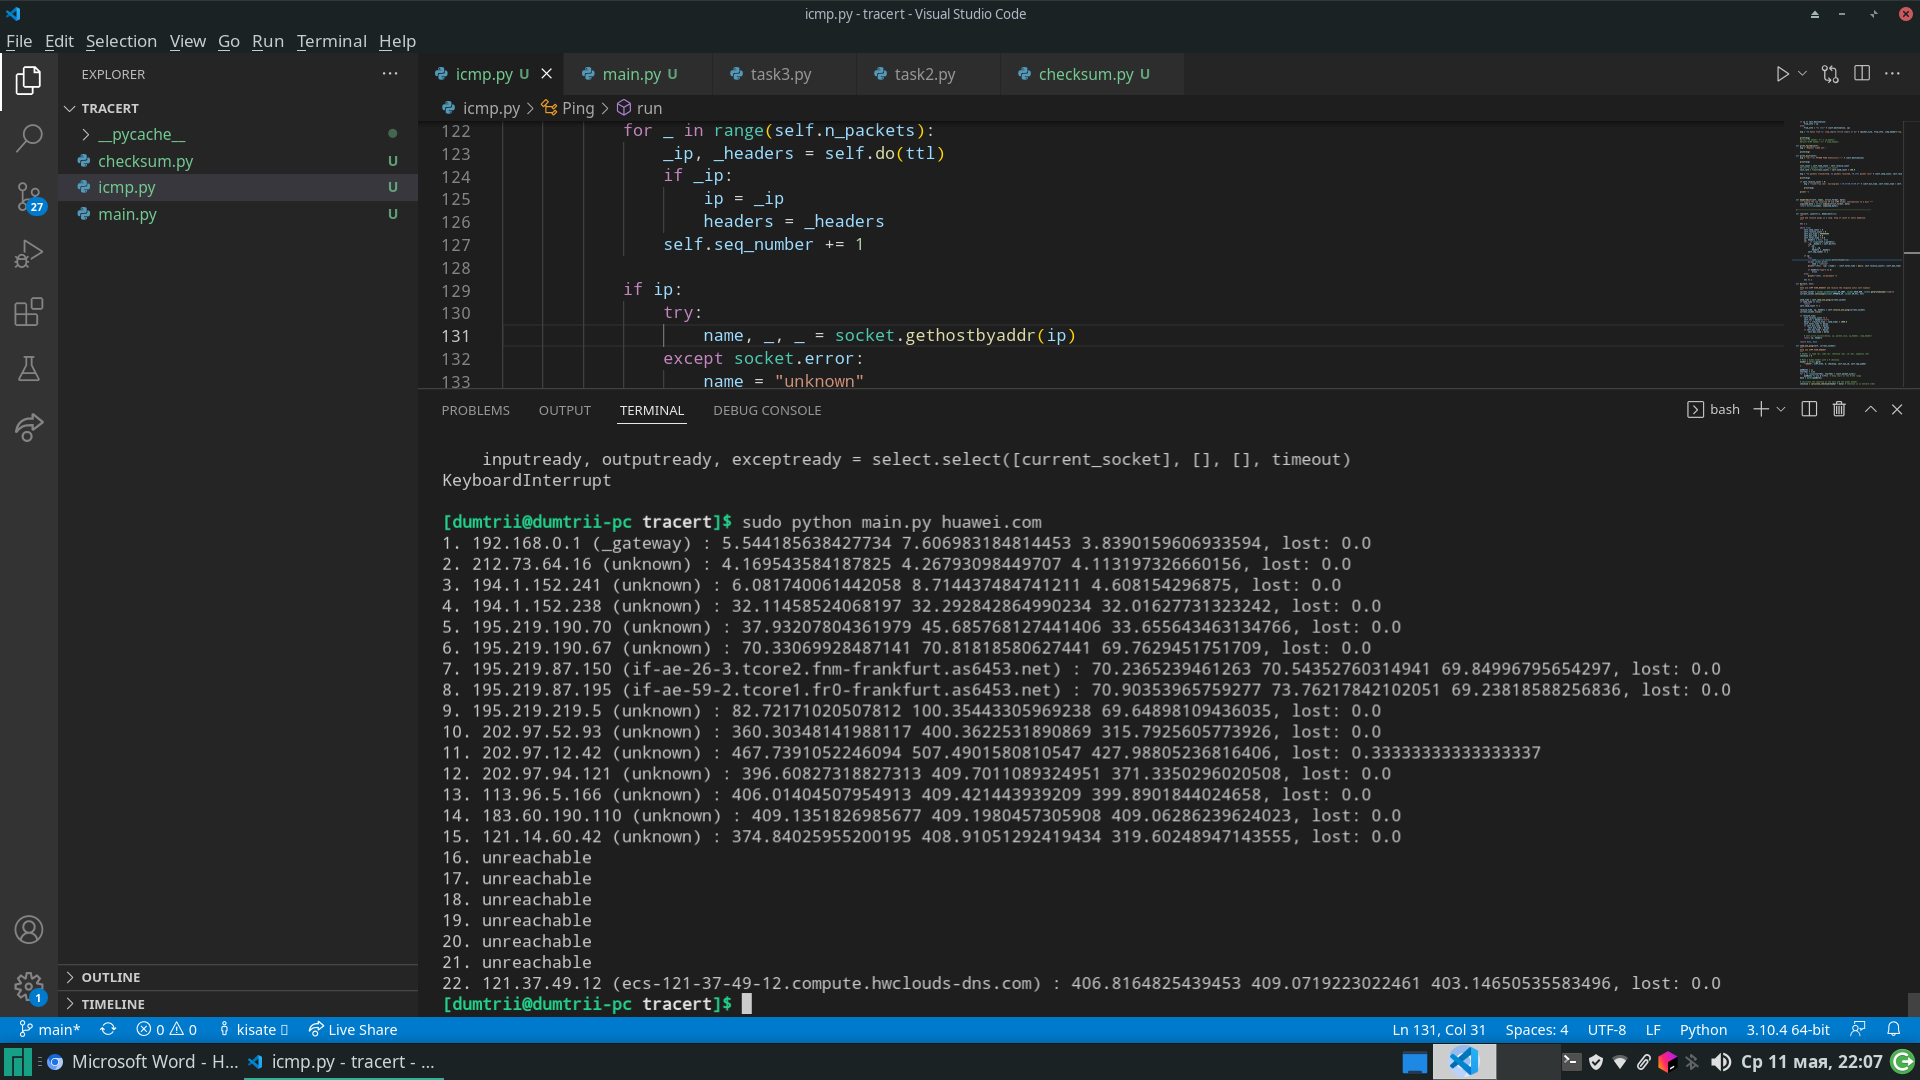 icmp.py - tracert - Visual Studio Code
File Edit Selection View Go Run Terminal Help
EXPLORER
TRACERT
__pycache__
checksum.py U
icmp.py U
main.py U
OUTLINE
TIMELINE
27
1
icmp.py U main.py U task3.py task2.py checksum.py U
icmp.py > Ping > run
122 for _ in range(self.n_packets):
123 _ip, _headers = self.do(ttl)
124 if _ip:
125 ip = _ip
126 headers = _headers
127 self.seq_number += 1
128
129 if ip:
130 try:
131 name, _, _ = socket.gethostbyaddr(ip)
132 except socket.error:
133 name = "unknown"
PROBLEMS OUTPUT TERMINAL DEBUG CONSOLE bash
inputready, outputready, exceptready = select.select([current_socket], [], [], timeout)
KeyboardInterrupt
[dumtrii@dumtrii-pc tracert]$ sudo python main.py huawei.com
1. 192.168.0.1 (_gateway) : 5.544185638427734 7.606983184814453 3.8390159606933594, lost: 0.0
2. 212.73.64.16 (unknown) : 4.169543584187825 4.26793098449707 4.113197326660156, lost: 0.0
3. 194.1.152.241 (unknown) : 6.081740061442058 8.714437484741211 4.608154296875, lost: 0.0
4. 194.1.152.238 (unknown) : 32.11458524068197 32.292842864990234 32.01627731323242, lost: 0.0
5. 195.219.190.70 (unknown) : 37.93207804361979 45.685768127441406 33.655643463134766, lost: 0.0
6. 195.219.190.67 (unknown) : 70.33069928487141 70.81818580627441 69.7629451751709, lost: 0.0
7. 195.219.87.150 (if-ae-26-3.tcore2.fnm-frankfurt.as6453.net) : 70.2365239461263 70.54352760314941 69.84996795654297, lost: 0.0
8. 195.219.87.195 (if-ae-59-2.tcore1.fr0-frankfurt.as6453.net) : 70.90353965759277 73.76217842102051 69.23818588256836, lost: 0.0
9. 195.219.219.5 (unknown) : 82.72171020507812 100.35443305969238 69.64898109436035, lost: 0.0
10. 202.97.52.93 (unknown) : 360.30348141988117 400.3622531890869 315.7925605773926, lost: 0.0
11. 202.97.12.42 (unknown) : 467.7391052246094 507.4901580810547 427.98805236816406, lost: 0.33333333333333337
12. 202.97.94.121 (unknown) : 396.60827318827313 409.7011089324951 371.3350296020508, lost: 0.0
13. 113.96.5.166 (unknown) : 406.01404507954913 409.421443939209 399.8901844024658, lost: 0.0
14. 183.60.190.110 (unknown) : 409.1351826985677 409.1980457305908 409.06286239624023, lost: 0.0
15. 121.14.60.42 (unknown) : 374.84025955200195 408.91051292419434 319.60248947143555, lost: 0.0
16. unreachable
17. unreachable
18. unreachable
19. unreachable
20. unreachable
21. unreachable
22. 121.37.49.12 (ecs-121-37-49-12.compute.hwclouds-dns.com) : 406.8164825439453 409.0719223022461 403.14650535583496, lost: 0.0
[dumtrii@dumtrii-pc tracert]$
main* 0 0 kisate Live Share Ln 131, Col 31 Spaces: 4 UTF-8 LF Python 3.10.4 64-bit
Microsoft Word - H... icmp.py - tracert - ... Ср 11 мая, 22:07